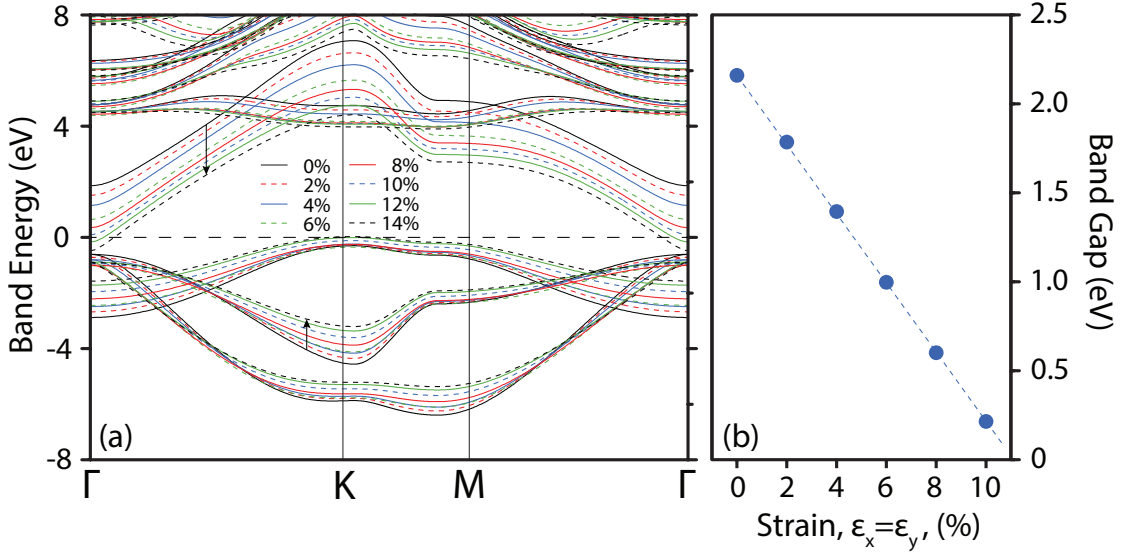 Band Energy (eV)
8
4
0
-4
-8
0%
2%
4%
6%
8%
10%
12%
14%
(a)
Γ
K
M
Γ
(b)
2.5
2.0
1.5
1.0
0.5
0
Band Gap (eV)
0 2 4 6 8 10
Strain, εx=εy, (%)